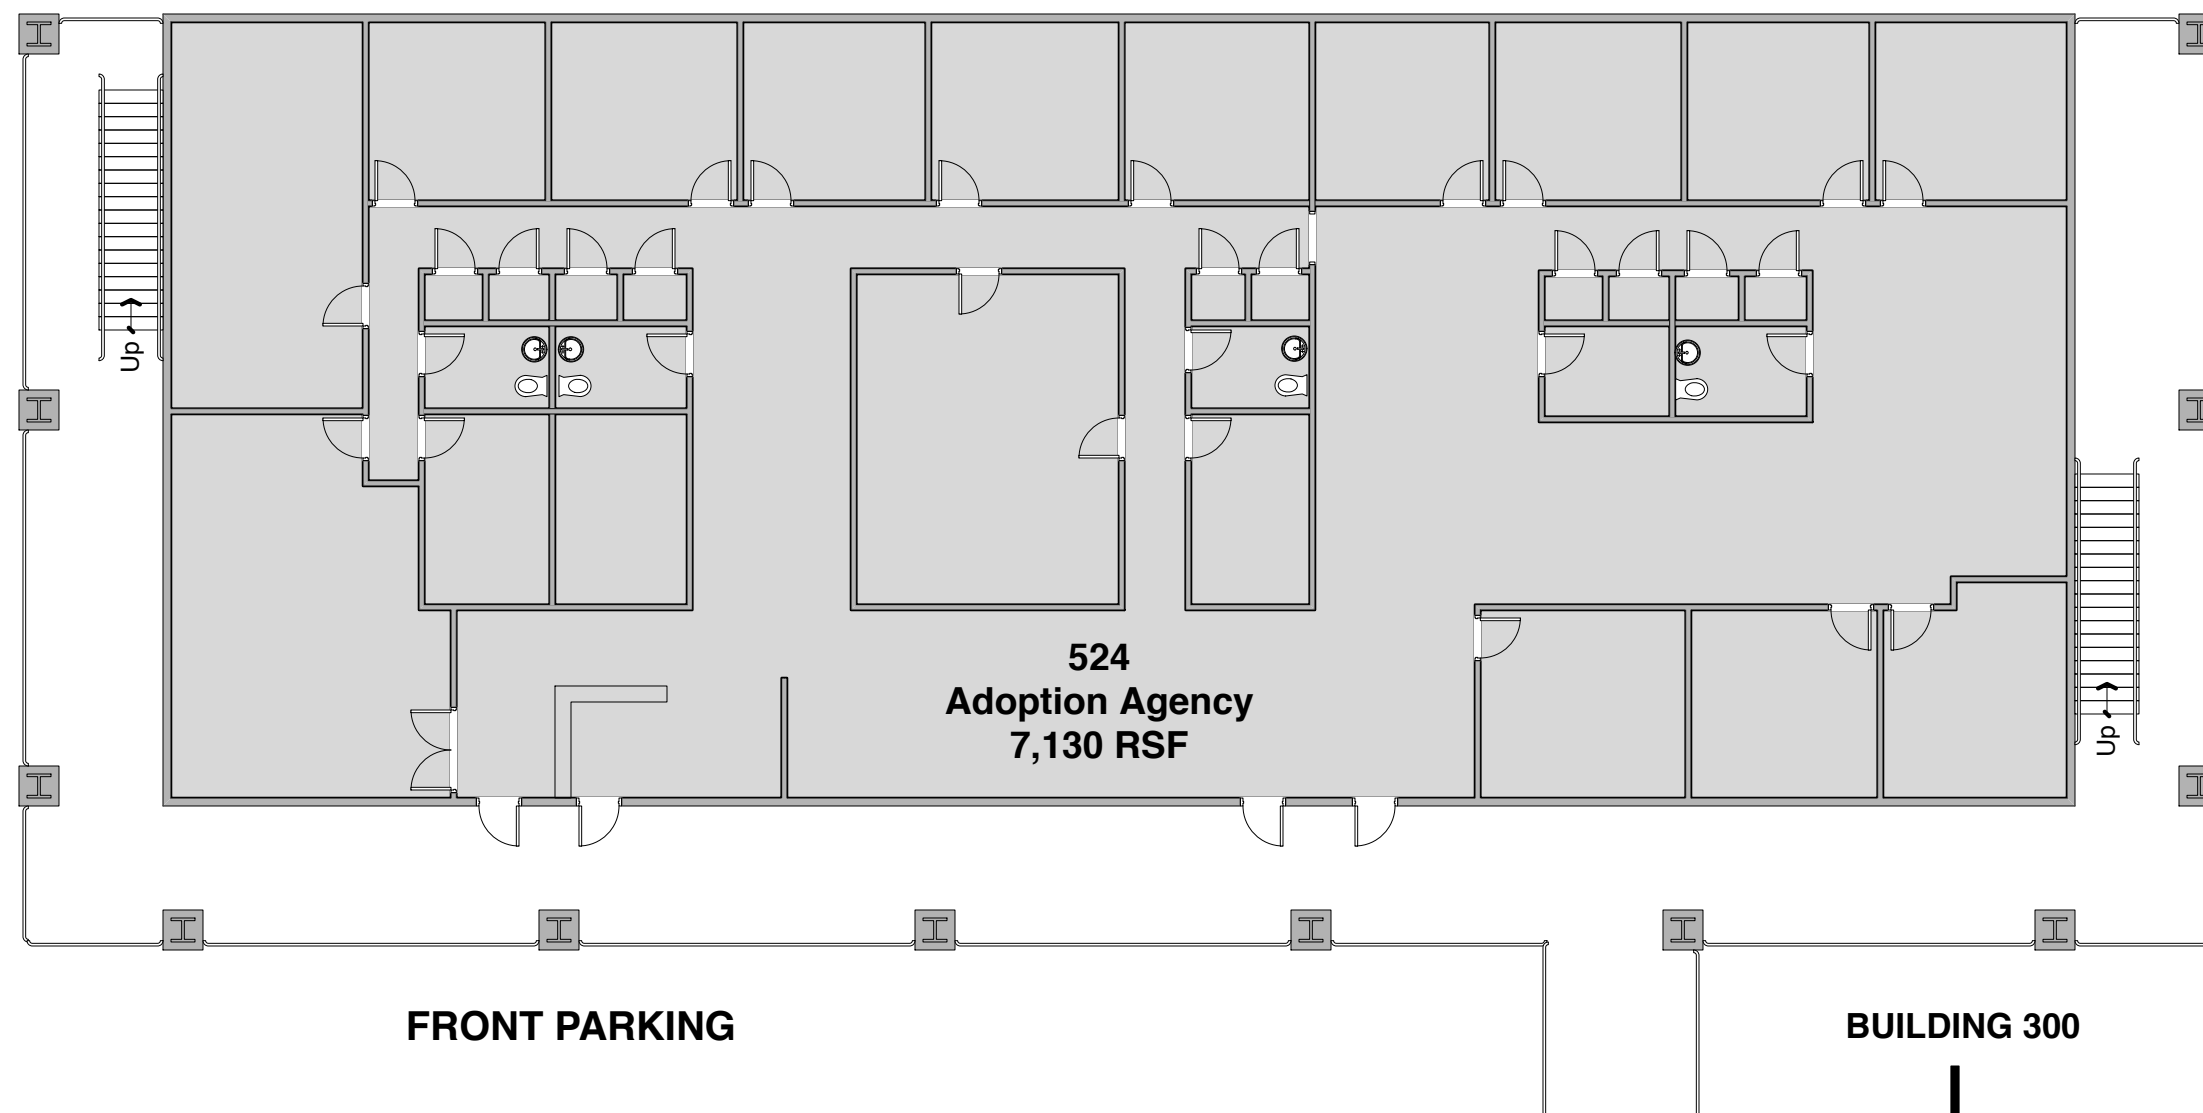 Up
524
Adoption Agency
7,130 RSF
Up
FRONT PARKING
BUILDING 300